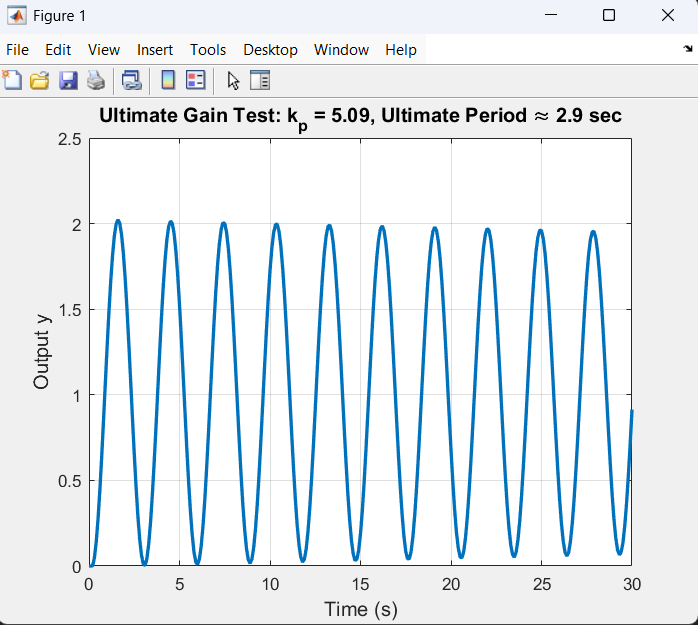 Figure 1
File Edit View Insert Tools Desktop Window Help
Ultimate Gain Test: kp = 5.09, Ultimate Period ≈ 2.9 sec
2.5
2
1.5
1
0.5
0
Output y
0 5 10 15 20 25 30
Time (s)